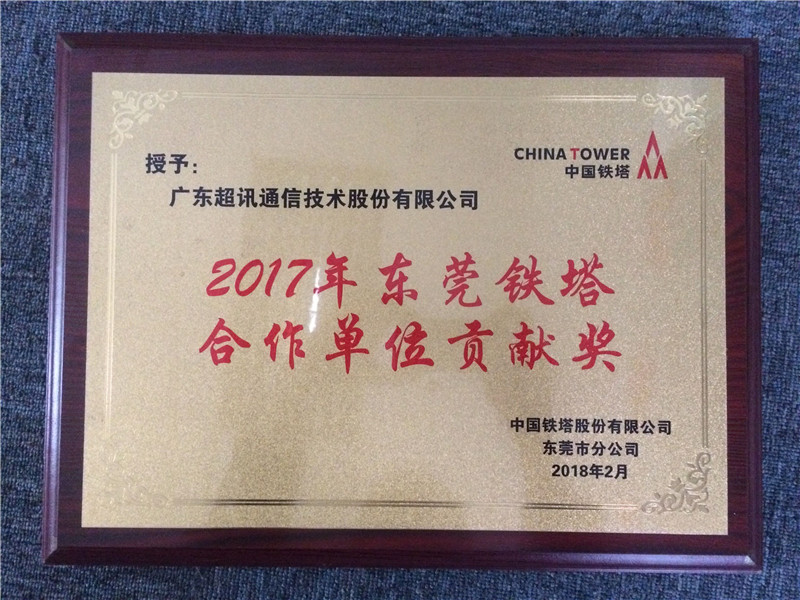 授予：
CHINA TOWER
中国铁塔
广东超讯通信技术股份有限公司
2017年东莞铁塔
合作单位贡献奖
中国铁塔股份有限公司
东莞市分公司
2018年2月